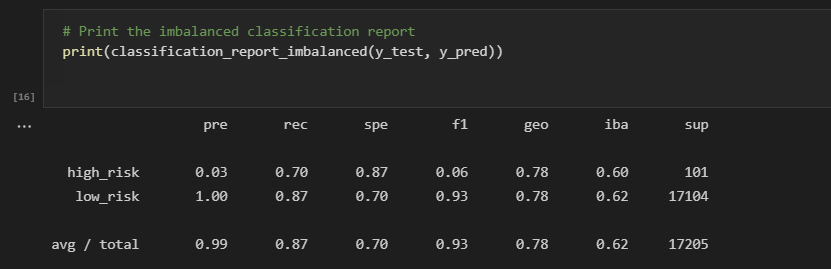 # Print the imbalanced classification report
print(classification_report_imbalanced(y_test, y_pred))
[16]
... pre rec spe f1 geo iba sup
high_risk 0.03 0.70 0.87 0.06 0.78 0.60 101
low_risk 1.00 0.87 0.70 0.93 0.78 0.62 17104
avg / total 0.99 0.87 0.70 0.93 0.78 0.62 17205